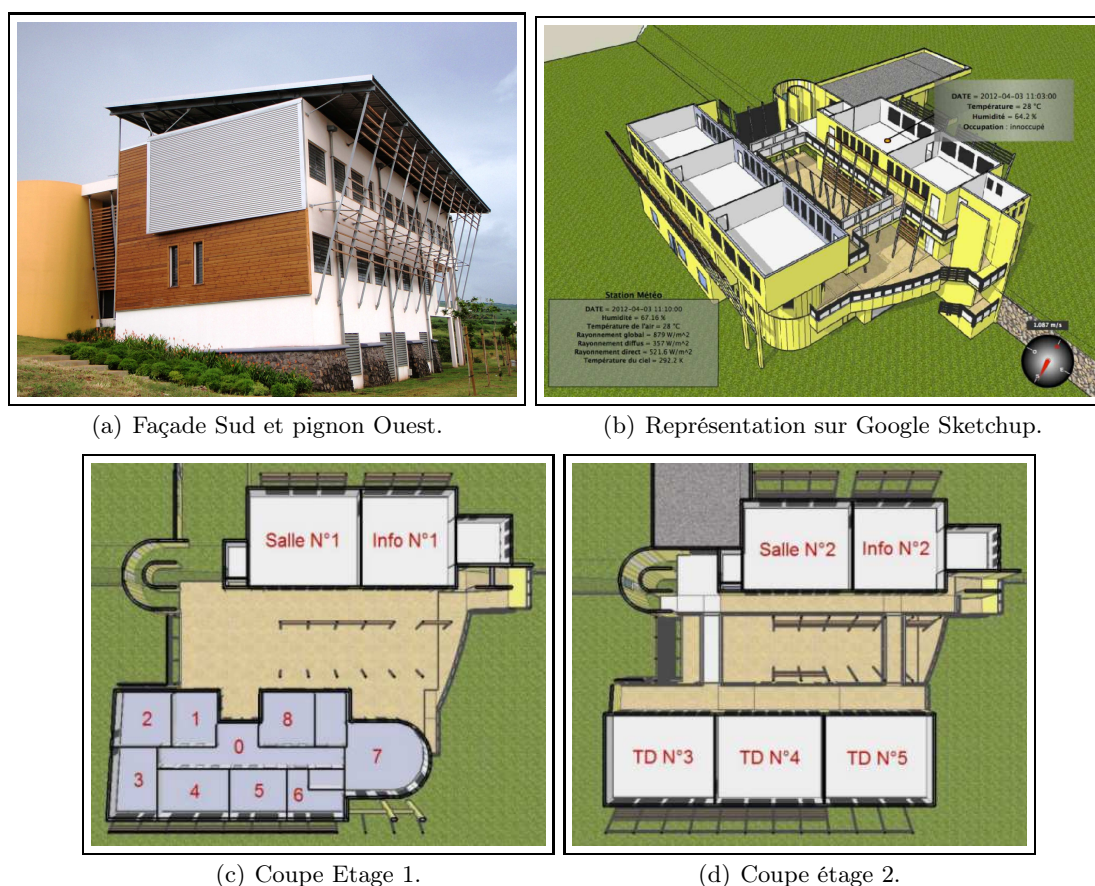 DATE = 2012-04-03 11:03:00
Température = 28 °C
Humidité = 64.2 %
Occupation : innoccupé
Station Météo
DATE = 2012-04-03 11:10:00
Humidité = 67.16 %
Température de l'air = 28 °C
Rayonnement global = 879 W/m^2
Rayonnement diffus = 357 W/m^2
Rayonnement direct = 521.6 W/m^2
Température du ciel = 292.2 K
1.087 m/s
(a) Façade Sud et pignon Ouest.
(b) Représentation sur Google Sketchup.
Salle N°1
Info N°1
2
1
8
0
7
3
4
5
6
Salle N°2
Info N°2
TD N°3
TD N°4
TD N°5
(c) Coupe Etage 1.
(d) Coupe étage 2.